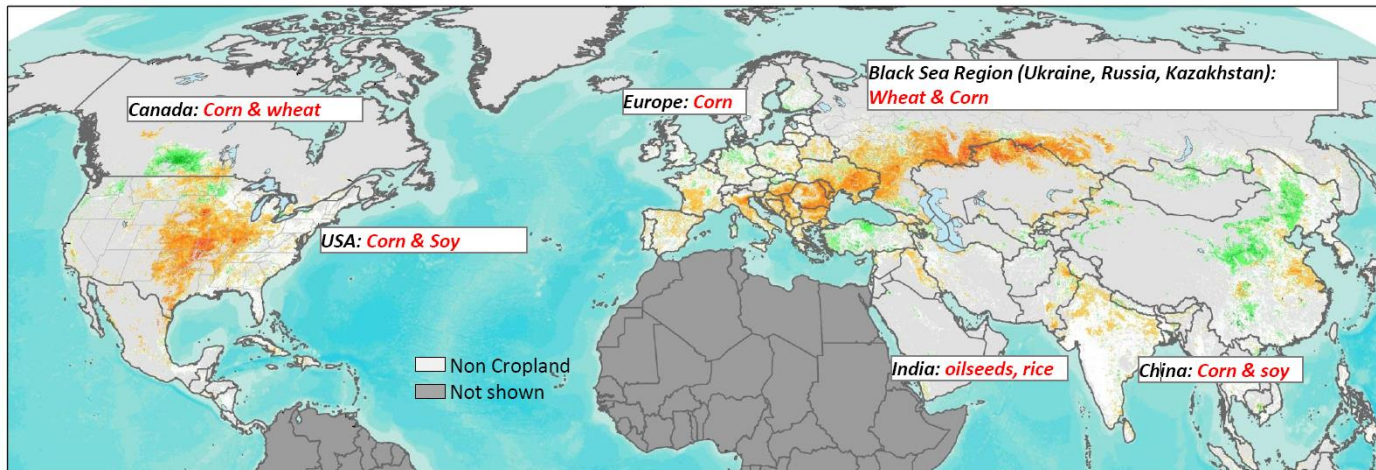 Black Sea Region (Ukraine, Russia, Kazakhstan):
Wheat & Corn
Canada: Corn & wheat
Europe: Corn
USA: Corn & Soy
Non Cropland
Not shown
India: oilseeds, rice
China: Corn & soy